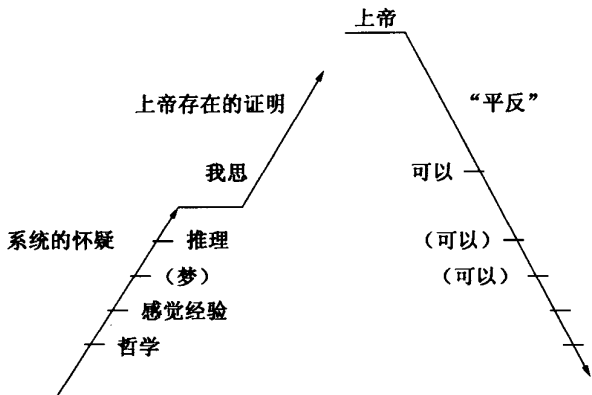 上帝
“平反”
上帝存在的证明
我思
可以
系统的怀疑
推理
（可以）
（梦）
（可以）
感觉经验
哲学